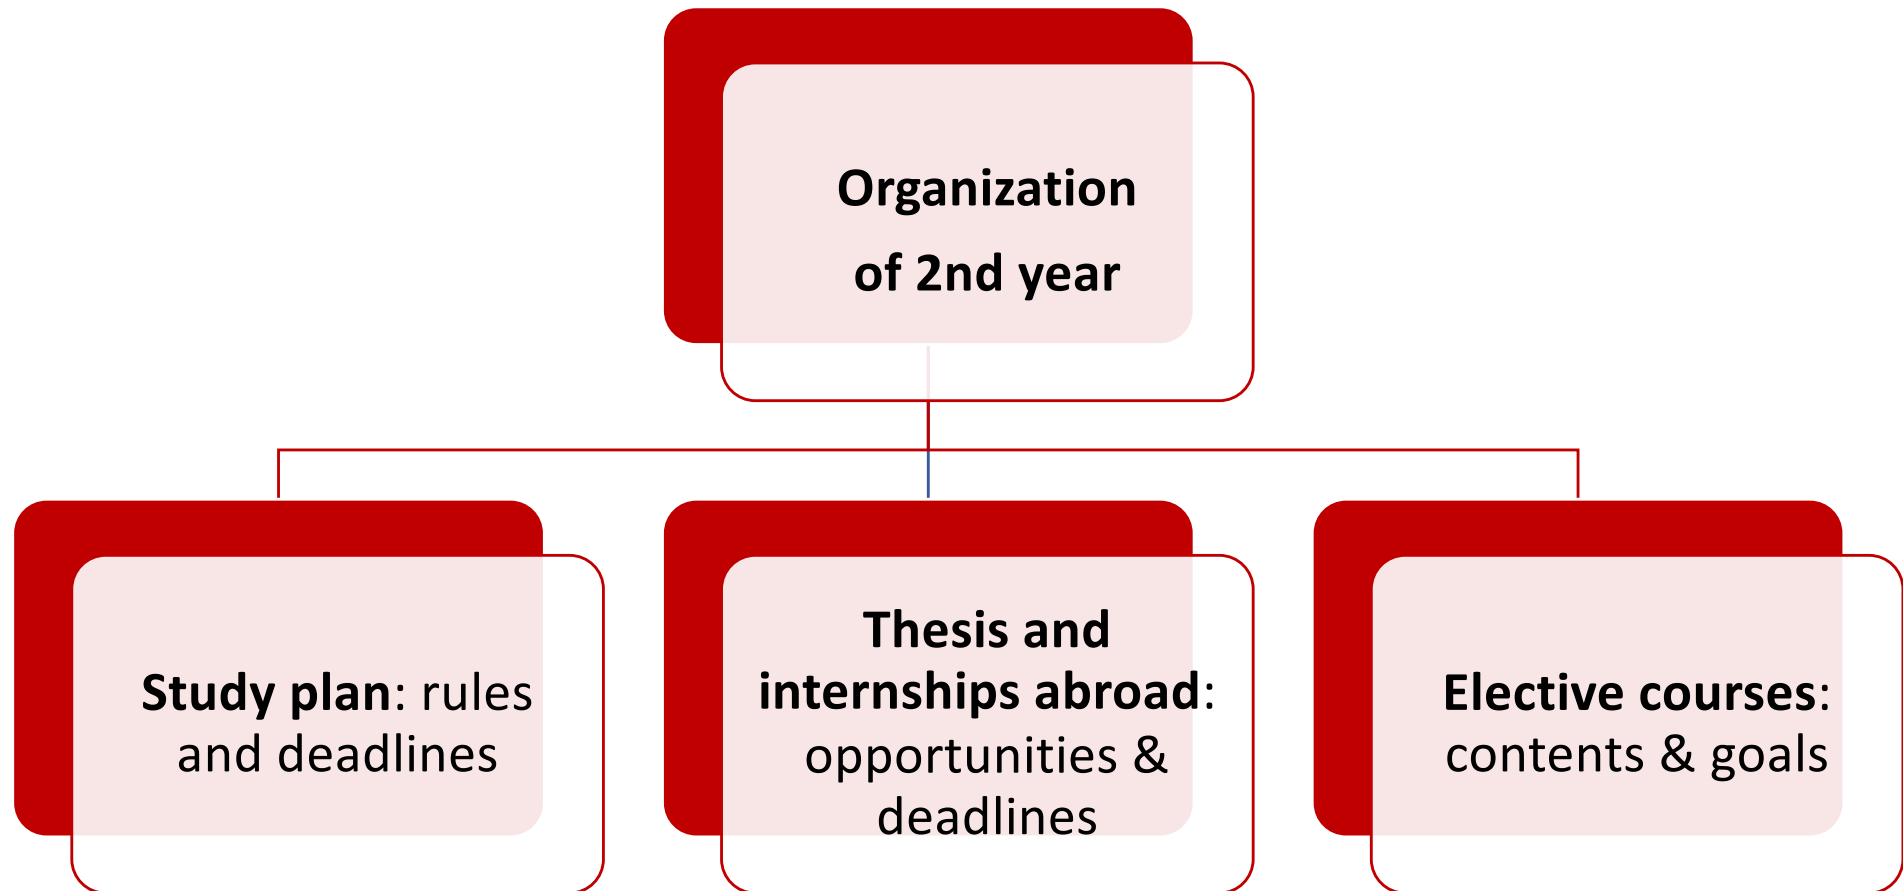 Organization
of 2nd year
Study plan: rules
and deadlines
Thesis and
internships abroad:
opportunities &
deadlines
Elective courses:
contents & goals